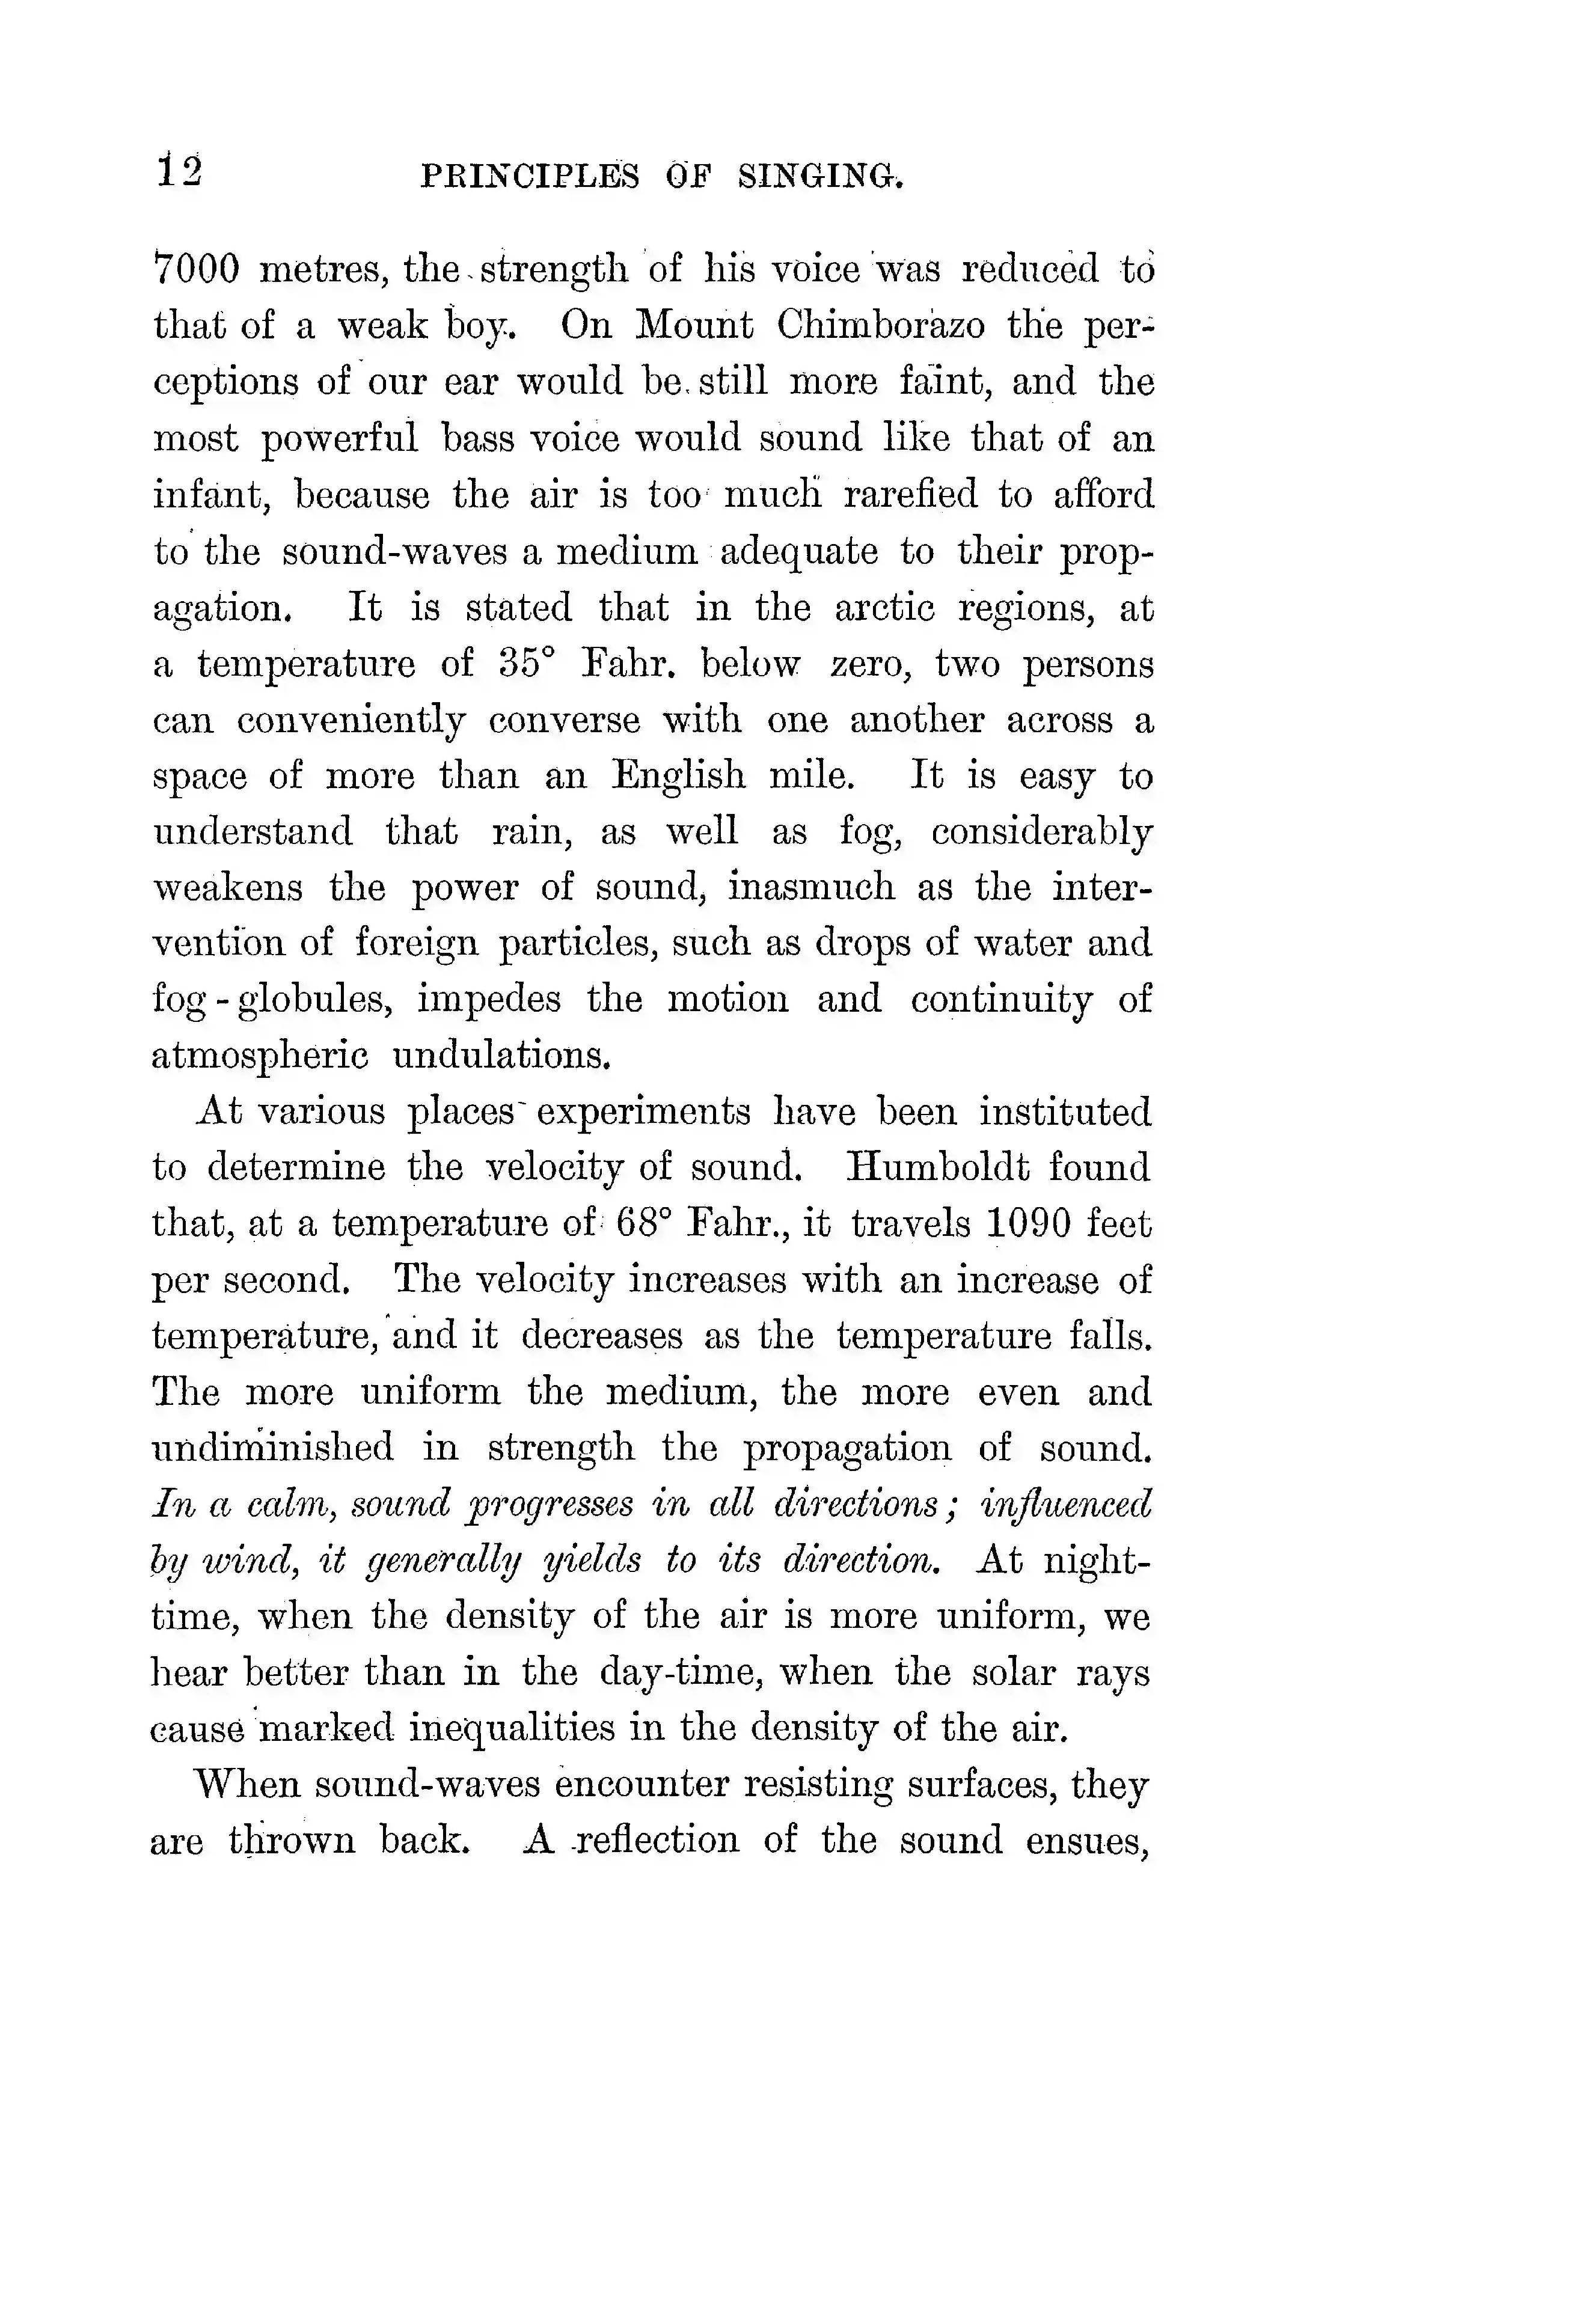 12 PRINCIPLES OF SINGING.
7000 metres, the strength of his voice was reduced to
that of a weak boy. On Mount Chimborazo the per-
ceptions of our ear would be still more faint, and the
most powerful bass voice would sound like that of an
infant, because the air is too much rarefied to afford
to the sound-waves a medium adequate to their prop-
agation. It is stated that in the arctic regions, at
a temperature of 35° Fahr. below zero, two persons
can conveniently converse with one another across a
space of more than an English mile. It is easy to
understand that rain, as well as fog, considerably
weakens the power of sound, inasmuch as the inter-
vention of foreign particles, such as drops of water and
fog-globules, impedes the motion and continuity of
atmospheric undulations.
At various places experiments have been instituted
to determine the velocity of sound. Humboldt found
that, at a temperature of 68° Fahr., it travels 1090 feet
per second. The velocity increases with an increase of
temperature, and it decreases as the temperature falls.
The more uniform the medium, the more even and
undiminished in strength the propagation of sound.
In a calm, sound progresses in all directions; influenced
by wind, it generally yields to its direction. At night-
time, when the density of the air is more uniform, we
hear better than in the day-time, when the solar rays
cause marked inequalities in the density of the air.
When sound-waves encounter resisting surfaces, they
are thrown back. A reflection of the sound ensues,